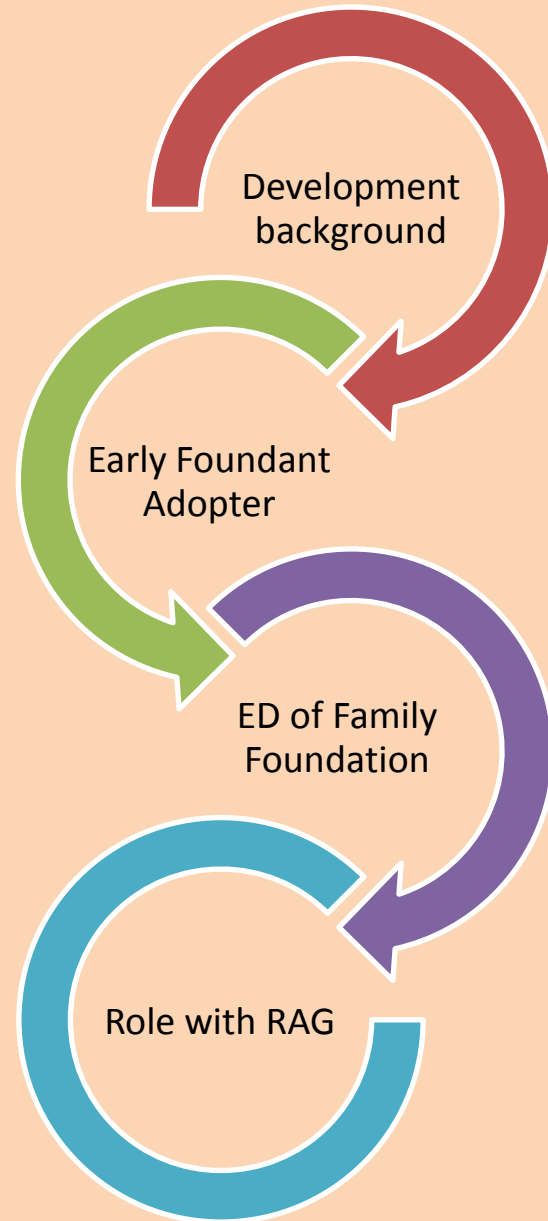 Development
background
Early Foundant
Adopter
ED of Family
Foundation
Role with RAG